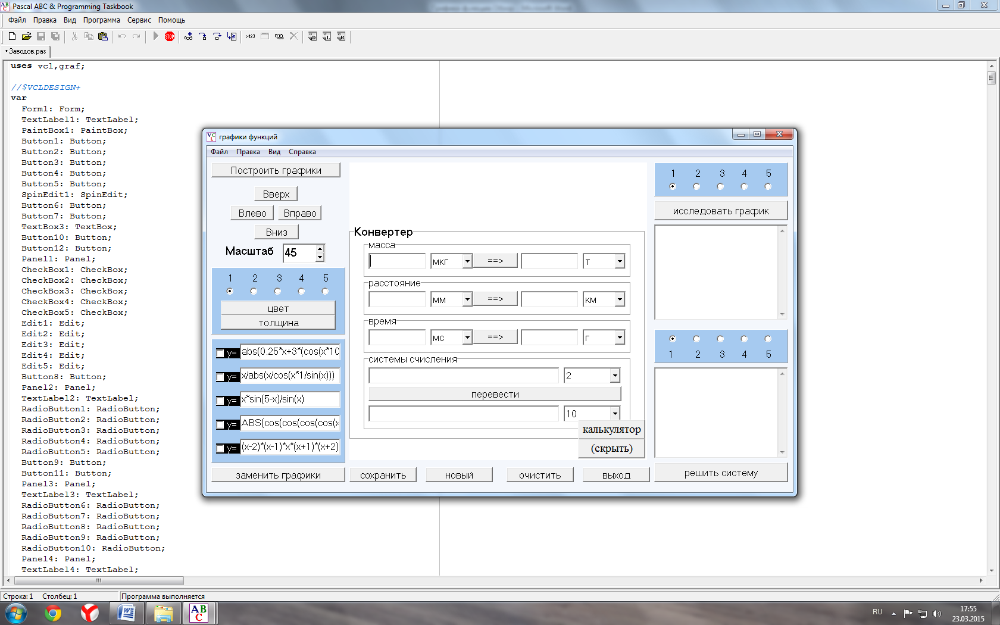 Pascal ABC & Programming Taskbook
Файл Правка Вид Программа Сервис Помощь
•Заводов.pas
uses vcl,graf;
//$VCLDESIGN+
var
Form1: Form;
TextLabel1: TextLabel;
PaintBox1: PaintBox;
Button1: Button;
Button2: Button;
Button3: Button;
Button4: Button;
Button5: Button;
SpinEdit1: SpinEdit;
Button6: Button;
Button7: Button;
TextBox3: TextBox;
Button10: Button;
Button12: Button;
Panel1: Panel;
CheckBox1: CheckBox;
CheckBox2: CheckBox;
CheckBox3: CheckBox;
CheckBox4: CheckBox;
CheckBox5: CheckBox;
Edit1: Edit;
Edit2: Edit;
Edit3: Edit;
Edit4: Edit;
Edit5: Edit;
Button8: Button;
Panel2: Panel;
TextLabel2: TextLabel;
RadioButton1: RadioButton;
RadioButton2: RadioButton;
RadioButton3: RadioButton;
RadioButton4: RadioButton;
RadioButton5: RadioButton;
Button9: Button;
Button11: Button;
Panel3: Panel;
TextLabel3: TextLabel;
RadioButton6: RadioButton;
RadioButton7: RadioButton;
RadioButton8: RadioButton;
RadioButton9: RadioButton;
RadioButton10: RadioButton;
Panel4: Panel;
TextLabel4: TextLabel;
графики функций
Файл Правка Вид Справка
Построить графики
Вверх
Влево Вправо
Вниз
Масштаб 45
1 2 3 4 5
цвет
толщина
y= abs(0.25*x+3*(cos(x*10
y= x/abs(x/cos(x*1/sin(x)))
y= x*sin(5-x)/sin(x)
y= ABS(cos(cos(cos(cos(x
y= (x-2)*(x-1)*x*(x+1)*(x+2)
заменить графики
Конвертер
масса
мкг ==> т
расстояние
мм ==> км
время
мс ==> г
системы счисления
2
перевести
10
калькулятор
(скрыть)
сохранить новый очистить выход
1 2 3 4 5
исследовать график
1 2 3 4 5
решить систему
Строка: 1 Столбец: 1 Программа выполняется
RU
17:55
23.03.2015